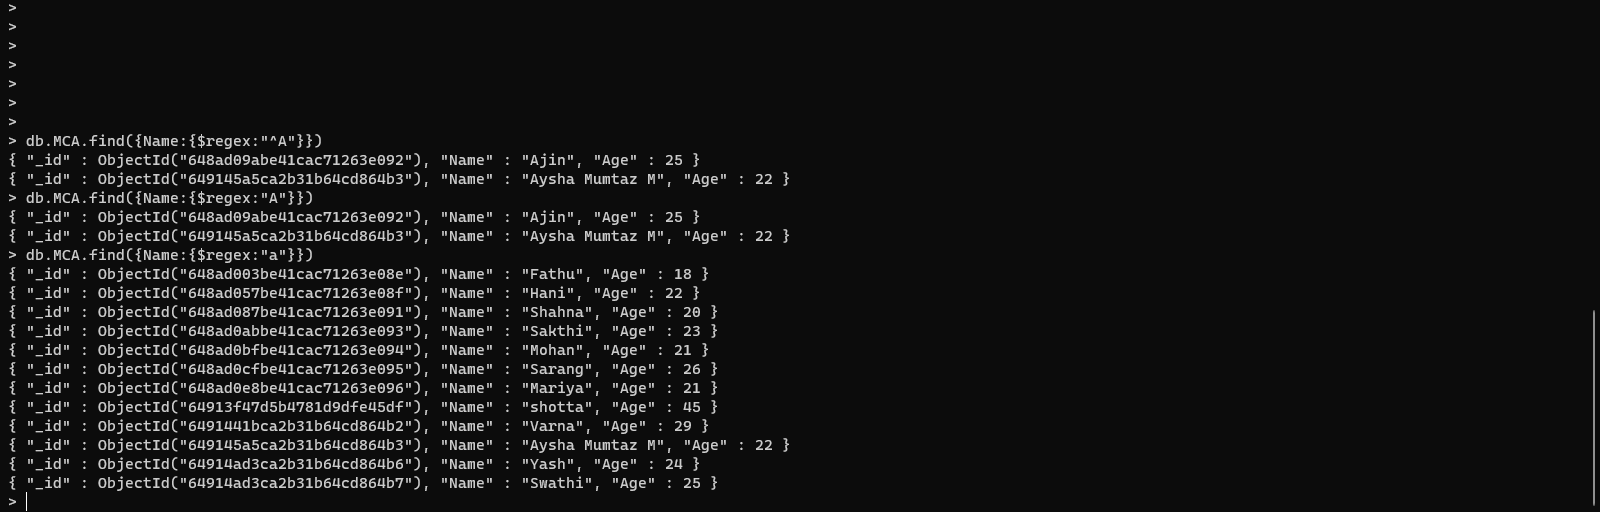 >
>
>
>
>
>
>
> db.MCA.find({Name:{$regex:"^A"}})
{ "_id" : ObjectId("648ad09abe41cac71263e092"), "Name" : "Ajin", "Age" : 25 }
{ "_id" : ObjectId("649145a5ca2b31b64cd864b3"), "Name" : "Aysha Mumtaz M", "Age" : 22 }
> db.MCA.find({Name:{$regex:"A"}})
{ "_id" : ObjectId("648ad09abe41cac71263e092"), "Name" : "Ajin", "Age" : 25 }
{ "_id" : ObjectId("649145a5ca2b31b64cd864b3"), "Name" : "Aysha Mumtaz M", "Age" : 22 }
> db.MCA.find({Name:{$regex:"a"}})
{ "_id" : ObjectId("648ad003be41cac71263e08e"), "Name" : "Fathu", "Age" : 18 }
{ "_id" : ObjectId("648ad057be41cac71263e08f"), "Name" : "Hani", "Age" : 22 }
{ "_id" : ObjectId("648ad087be41cac71263e091"), "Name" : "Shahna", "Age" : 20 }
{ "_id" : ObjectId("648ad0abbe41cac71263e093"), "Name" : "Sakthi", "Age" : 23 }
{ "_id" : ObjectId("648ad0bfbe41cac71263e094"), "Name" : "Mohan", "Age" : 21 }
{ "_id" : ObjectId("648ad0cfbe41cac71263e095"), "Name" : "Sarang", "Age" : 26 }
{ "_id" : ObjectId("648ad0e8be41cac71263e096"), "Name" : "Mariya", "Age" : 21 }
{ "_id" : ObjectId("64913f47d5b4781d9dfe45df"), "Name" : "shotta", "Age" : 45 }
{ "_id" : ObjectId("6491441bca2b31b64cd864b2"), "Name" : "Varna", "Age" : 29 }
{ "_id" : ObjectId("649145a5ca2b31b64cd864b3"), "Name" : "Aysha Mumtaz M", "Age" : 22 }
{ "_id" : ObjectId("64914ad3ca2b31b64cd864b6"), "Name" : "Yash", "Age" : 24 }
{ "_id" : ObjectId("64914ad3ca2b31b64cd864b7"), "Name" : "Swathi", "Age" : 25 }
>